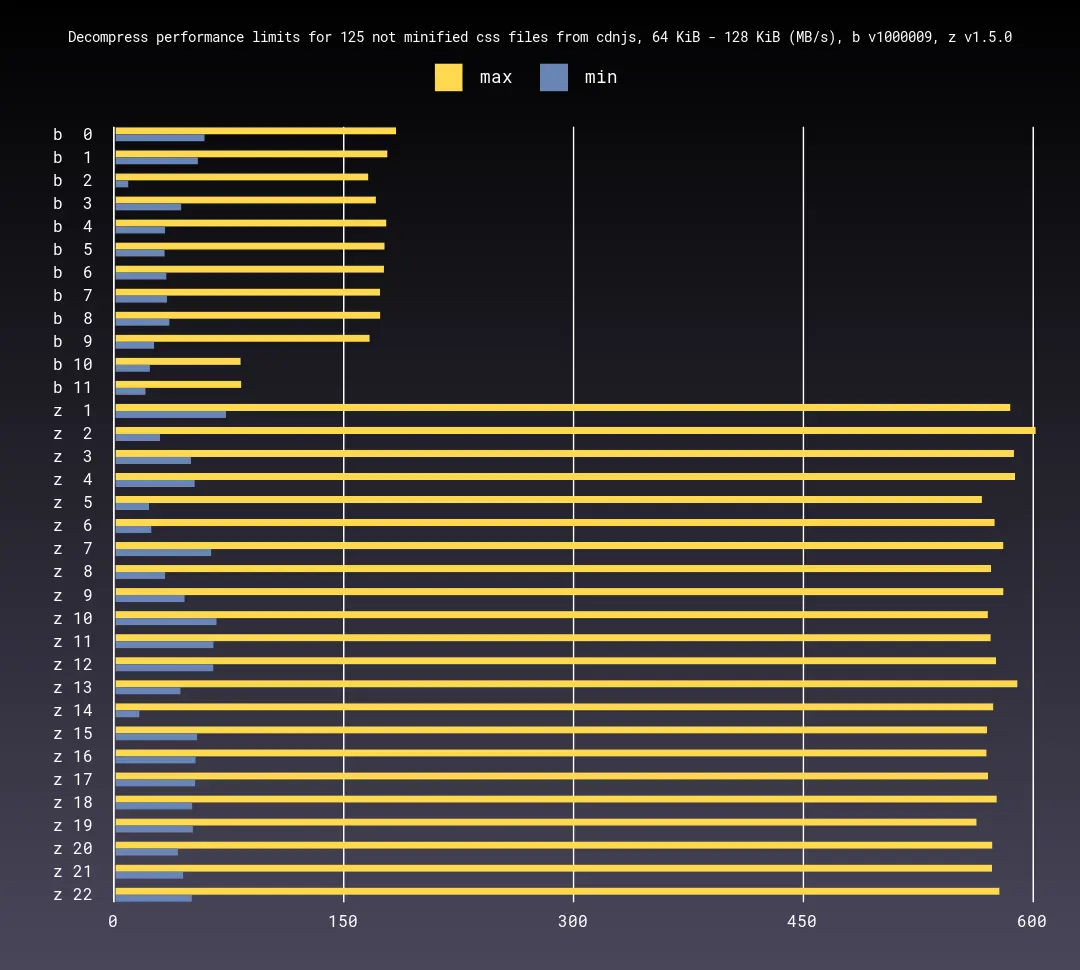 Decompress performance limits for 125 not minified css files from cdnjs, 64 KiB - 128 KiB (MB/s), b v1000009, z v1.5.0
max min
b 0
b 1
b 2
b 3
b 4
b 5
b 6
b 7
b 8
b 9
b 10
b 11
z 1
z 2
z 3
z 4
z 5
z 6
z 7
z 8
z 9
z 10
z 11
z 12
z 13
z 14
z 15
z 16
z 17
z 18
z 19
z 20
z 21
z 22
0 150 300 450 600